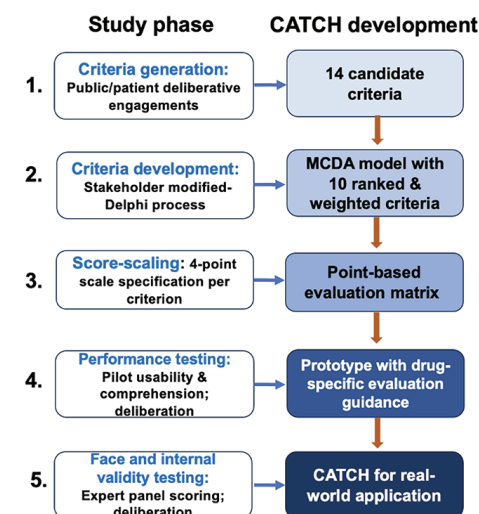 Study phase
CATCH development
1.
Criteria generation:
Public/patient deliberative
engagements
14 candidate
criteria
2.
Criteria development:
Stakeholder modified-
Delphi process
MCDA model with
10 ranked &
weighted criteria
3.
Score-scaling: 4-point
scale specification per
criterion
Point-based
evaluation matrix
4.
Performance testing:
Pilot usability &
comprehension;
deliberation
Prototype with drug-
specific evaluation
guidance
5.
Face and internal
validity testing:
Expert panel scoring;
deliberation
CATCH for real-
world application